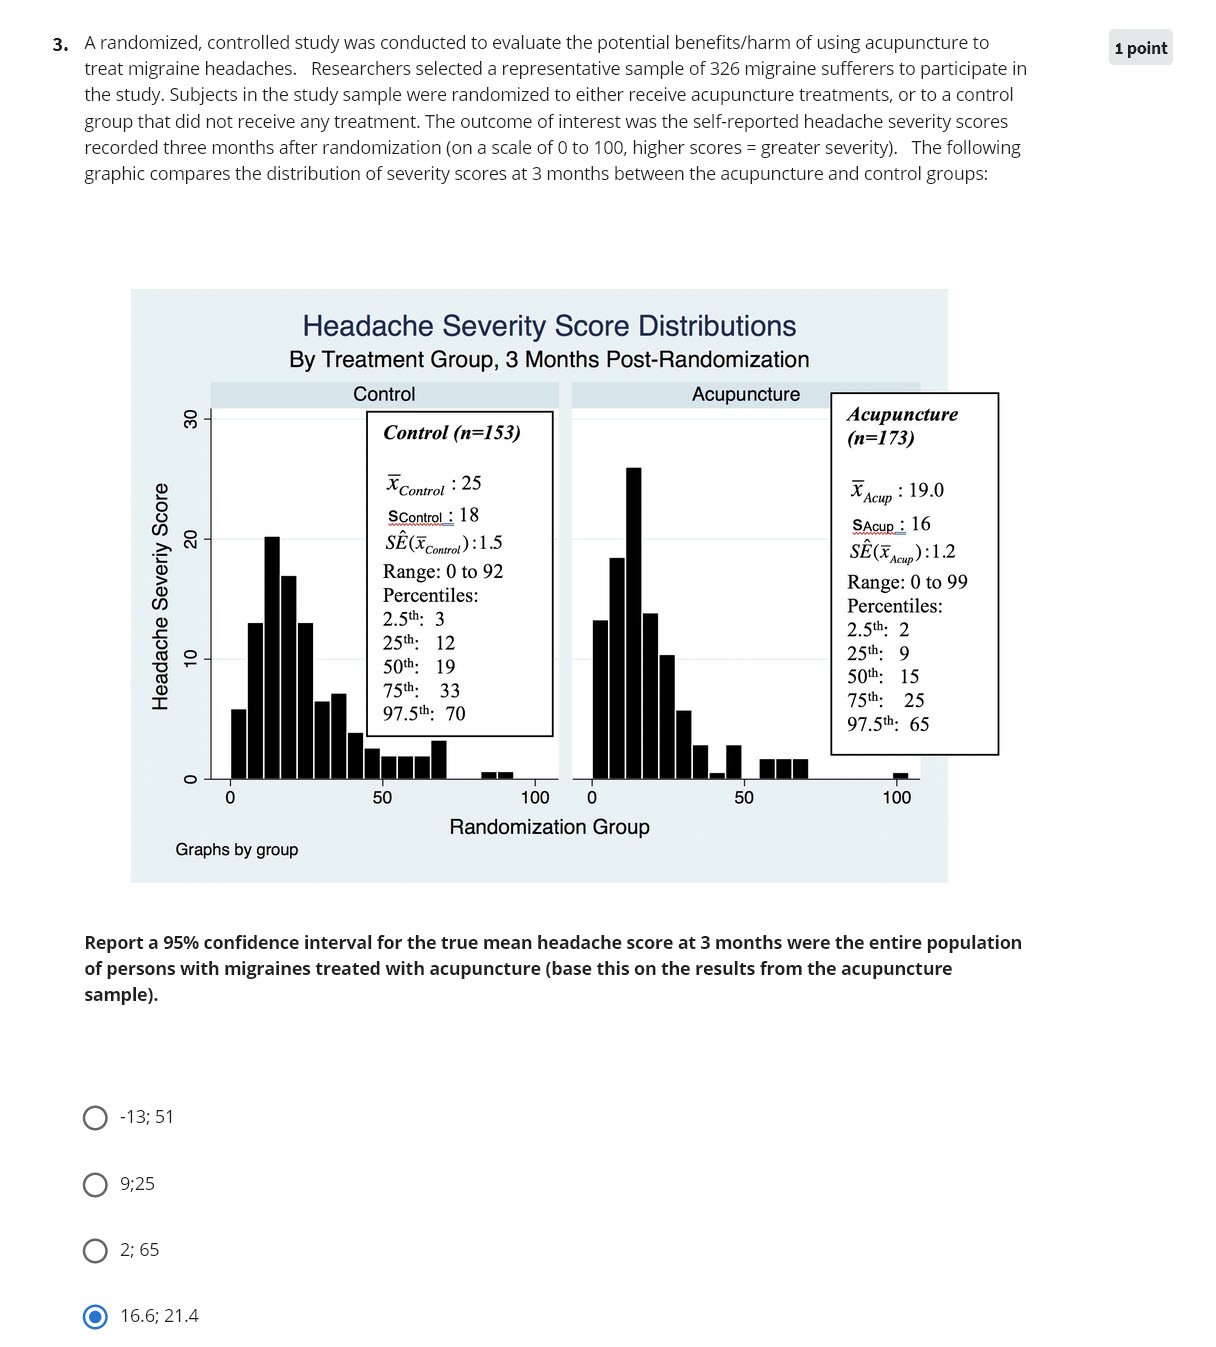 3. A randomized, controlled study was conducted to evaluate the potential benefits/harm of using acupuncture to
1 point
treat migraine headaches.   Researchers selected a representative sample of 326 migraine sufferers to participate in
the study. Subjects in the study sample were randomized to either receive acupuncture treatments, or to a control
group that did not receive any treatment. The outcome of interest was the self-reported headache severity scores
recorded three months after randomization (on a scale of 0 to 100, higher scores = greater severity).   The following
graphic compares the distribution of severity scores at 3 months between the acupuncture and control groups:
Headache Severity Score Distributions
By Treatment Group, 3 Months Post-Randomization
Control
Control (n=153)
x̅Control : 25
sControl : 18
SÊ(x̅Control):1.5
Range: 0 to 92
Percentiles:
2.5th: 3
25th: 12
50th: 19
75th: 33
97.5th: 70
Acupuncture
Acupuncture
(n=173)
x̅Acup : 19.0
sAcup : 16
SÊ(x̅Acup):1.2
Range: 0 to 99
Percentiles:
2.5th: 2
25th: 9
50th: 15
75th: 25
97.5th: 65
Headache Severiy Score
30
20
10
0
0 50 100 0 50 100
Randomization Group
Graphs by group
Report a 95% confidence interval for the true mean headache score at 3 months were the entire population
of persons with migraines treated with acupuncture (base this on the results from the acupuncture
sample).
-13; 51
9;25
2; 65
16.6; 21.4